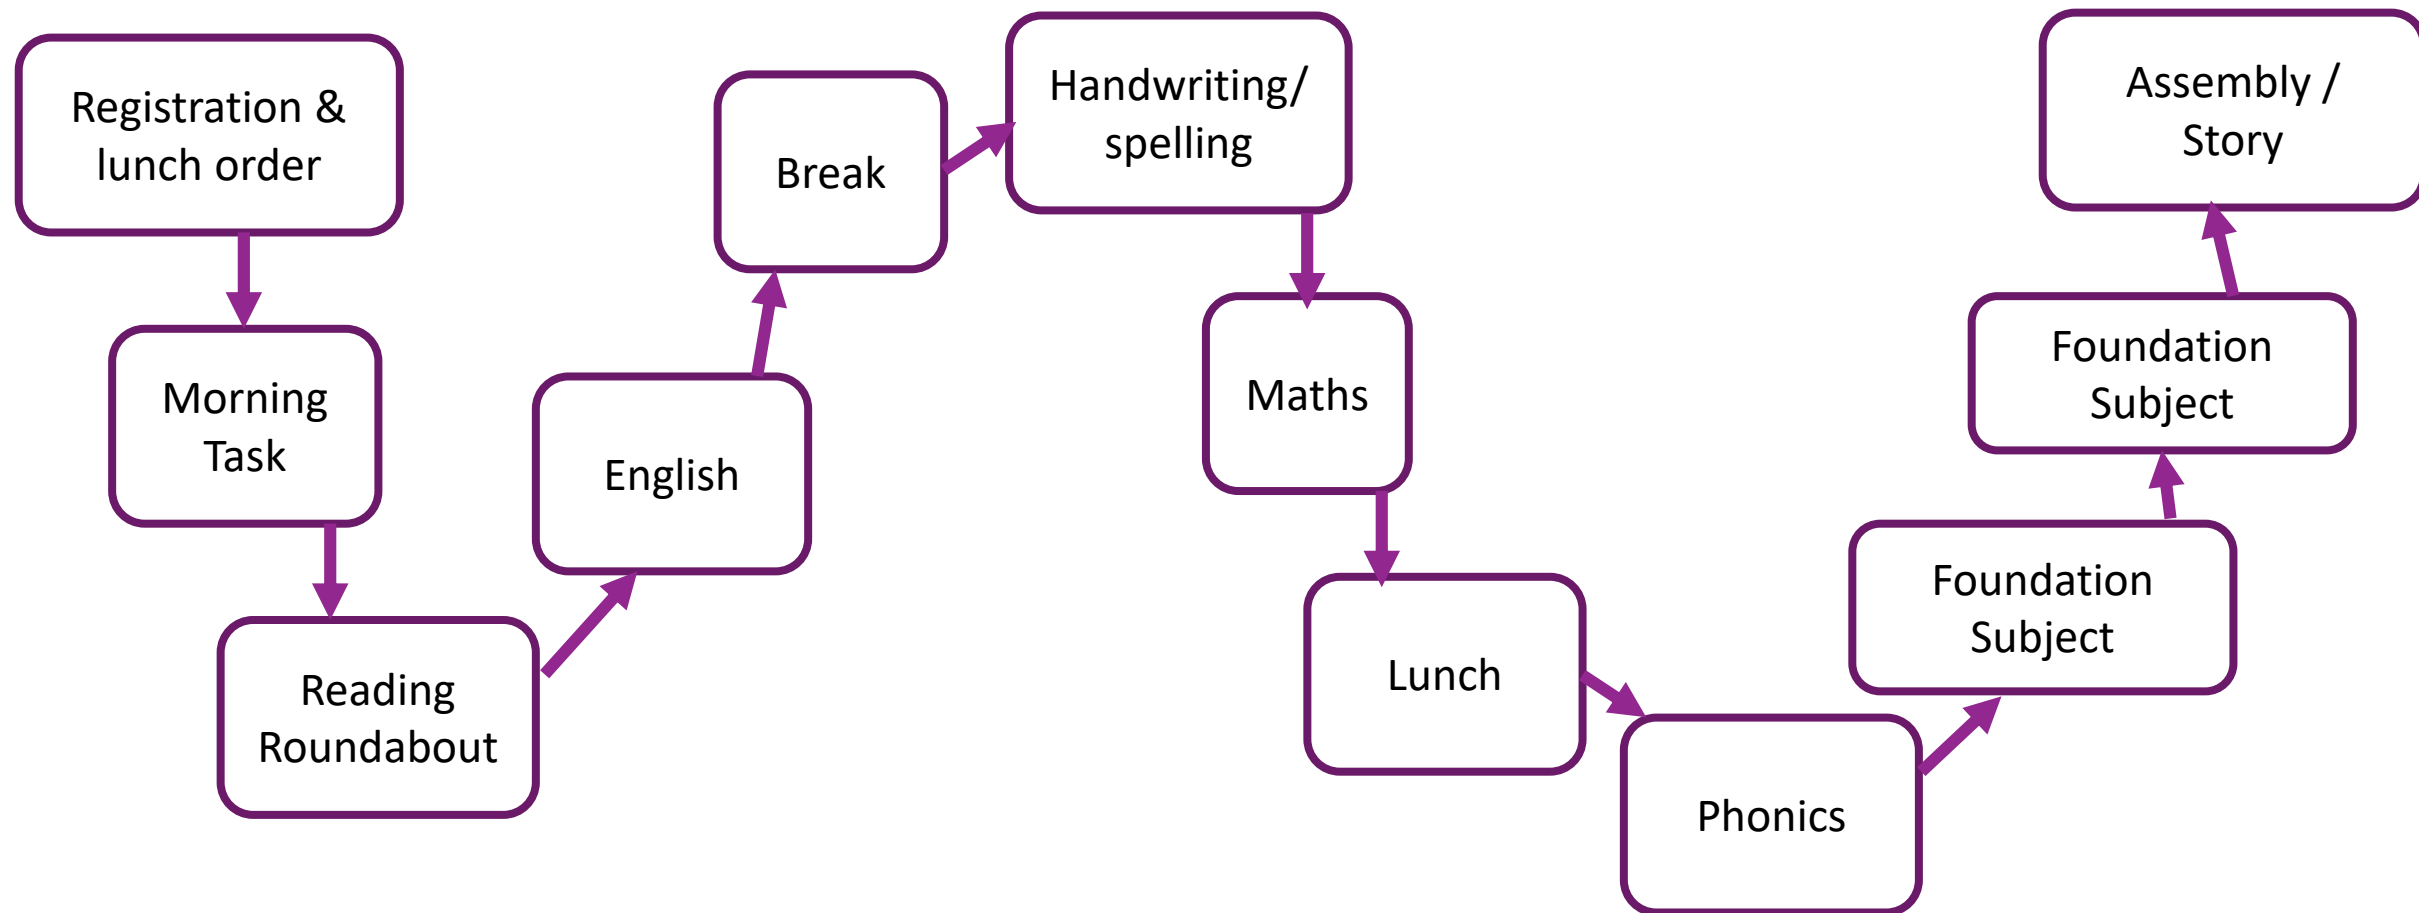 Registration &
lunch order
Morning
Task
Reading
Roundabout
English
Break
Handwriting/
spelling
Maths
Lunch
Phonics
Foundation
Subject
Foundation
Subject
Assembly /
Story